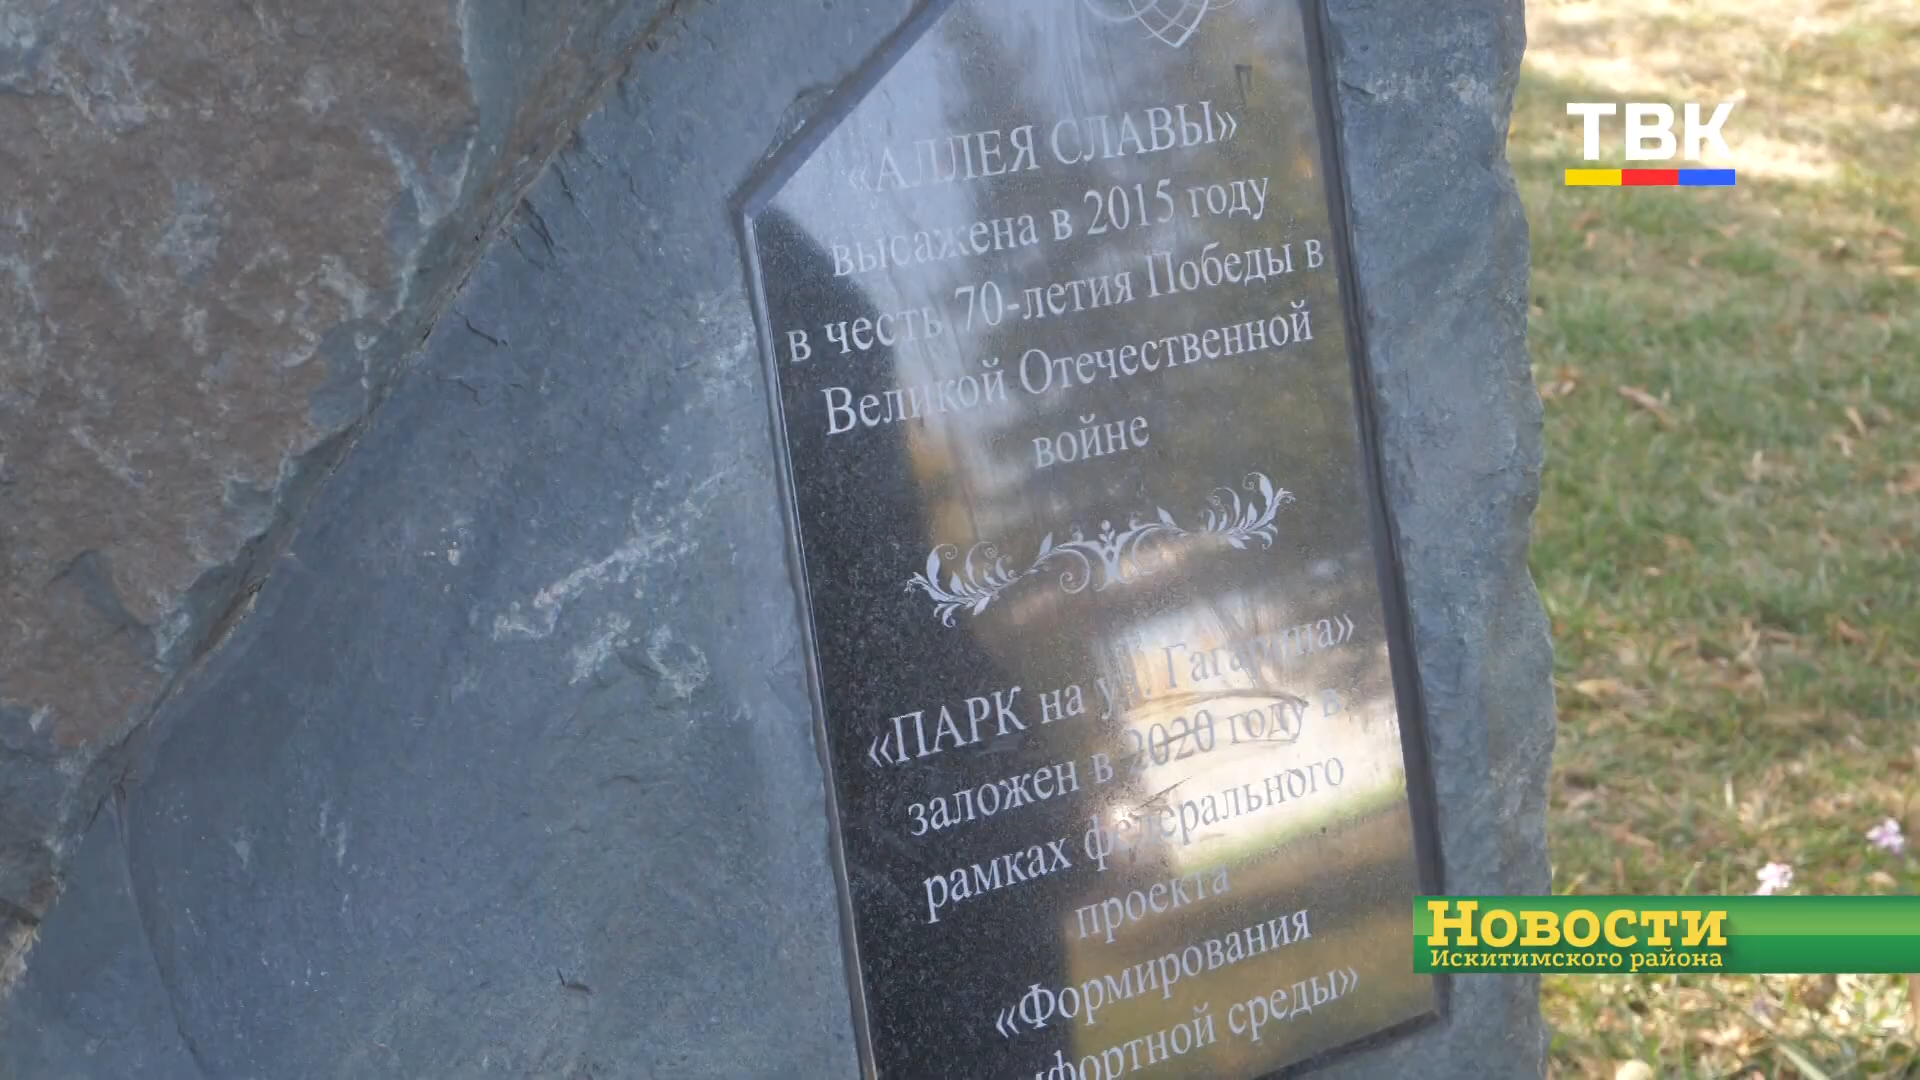 «АЛЛЕЯ СЛАВЫ»
высажена в 2015 году
в честь 70-летия Победы в
Великой Отечественной
войне
«ПАРК на ул. Гагарина»
заложен в 2020 году в
рамках федерального
проекта
«Формирования
среды»
ТВК
Новости
Искитимского района